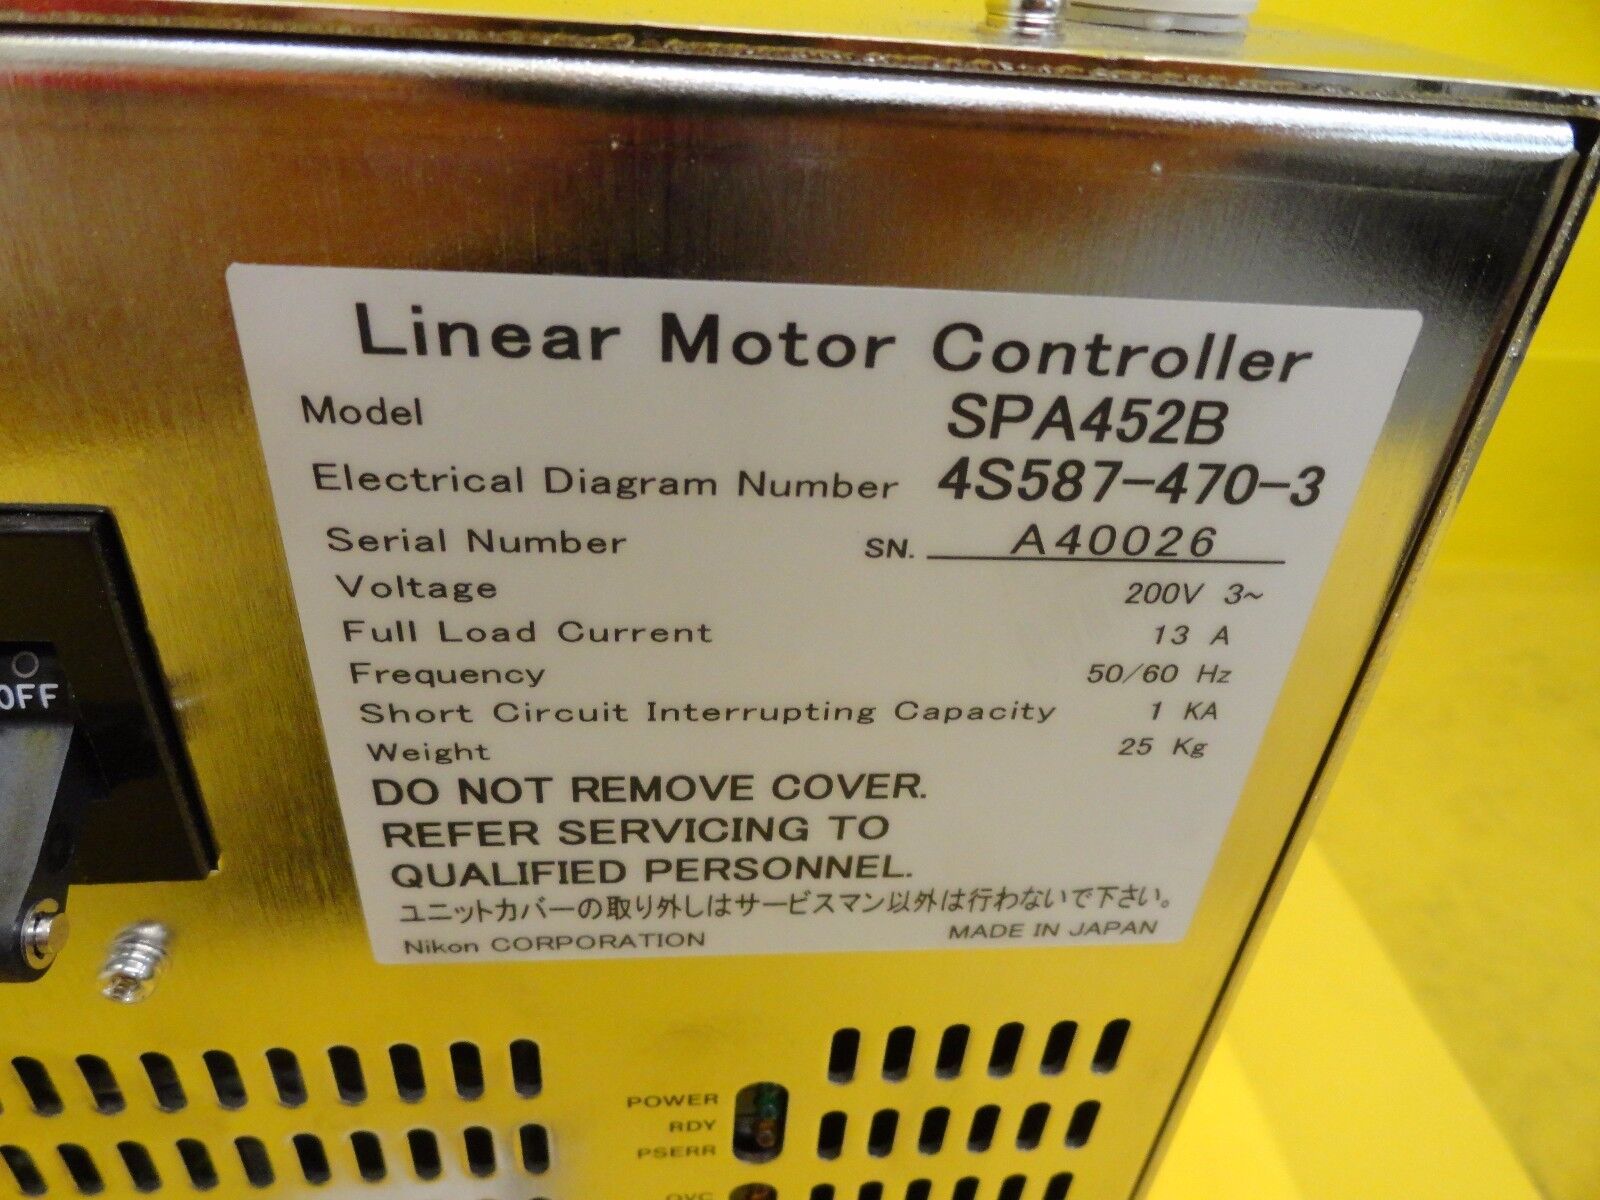 Linear Motor Controller
Model SPA452B
Electrical Diagram Number 4S587-470-3
Serial Number SN. A40026
Voltage 200V 3~
Full Load Current 13 A
Frequency 50/60 Hz
Short Circuit Interrupting Capacity 1 KA
Weight 25 Kg
DO NOT REMOVE COVER.
REFER SERVICING TO
QUALIFIED PERSONNEL.
ユニットカバーの取り外しはサービスマン以外は行わないで下さい。
Nikon CORPORATION MADE IN JAPAN
OFF
POWER
RDY
PSERR
OVC